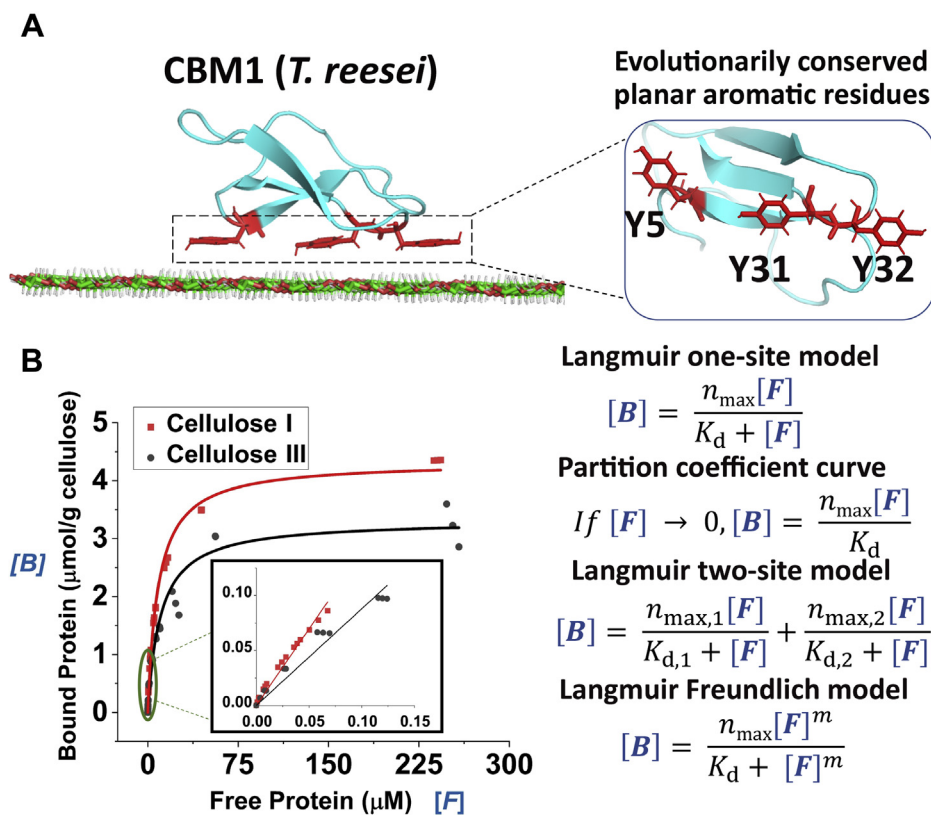 A
CBM1 (T. reesei)
Evolutionarily conserved
planar aromatic residues
Y5
Y31
Y32
B
Bound Protein (μmol/g cellulose)
[B]
5
4
3
2
1
0
Cellulose I
Cellulose III
0.10
0.05
0.00
0.00
0.05
0.10
0.15
0
75
150
225
300
Free Protein (μM) [F]
Langmuir one-site model
[B] = n_max[F] / (K_d + [F])
Partition coefficient curve
If [F] → 0, [B] = n_max[F] / K_d
Langmuir two-site model
[B] = n_max,1[F] / (K_d,1 + [F]) + n_max,2[F] / (K_d,2 + [F])
Langmuir Freundlich model
[B] = n_max[F]^m / (K_d + [F]^m)